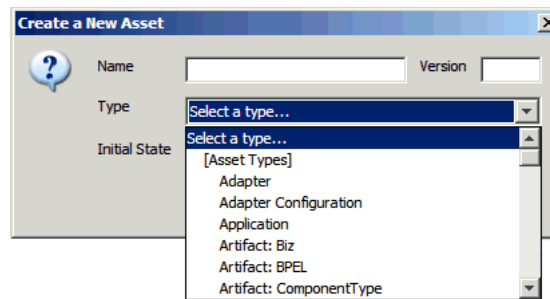 Create a New Asset
Name
Version
Type
Select a type...
Initial State
Select a type...
[Asset Types]
Adapter
Adapter Configuration
Application
Artifact: Biz
Artifact: BPEL
Artifact: ComponentType